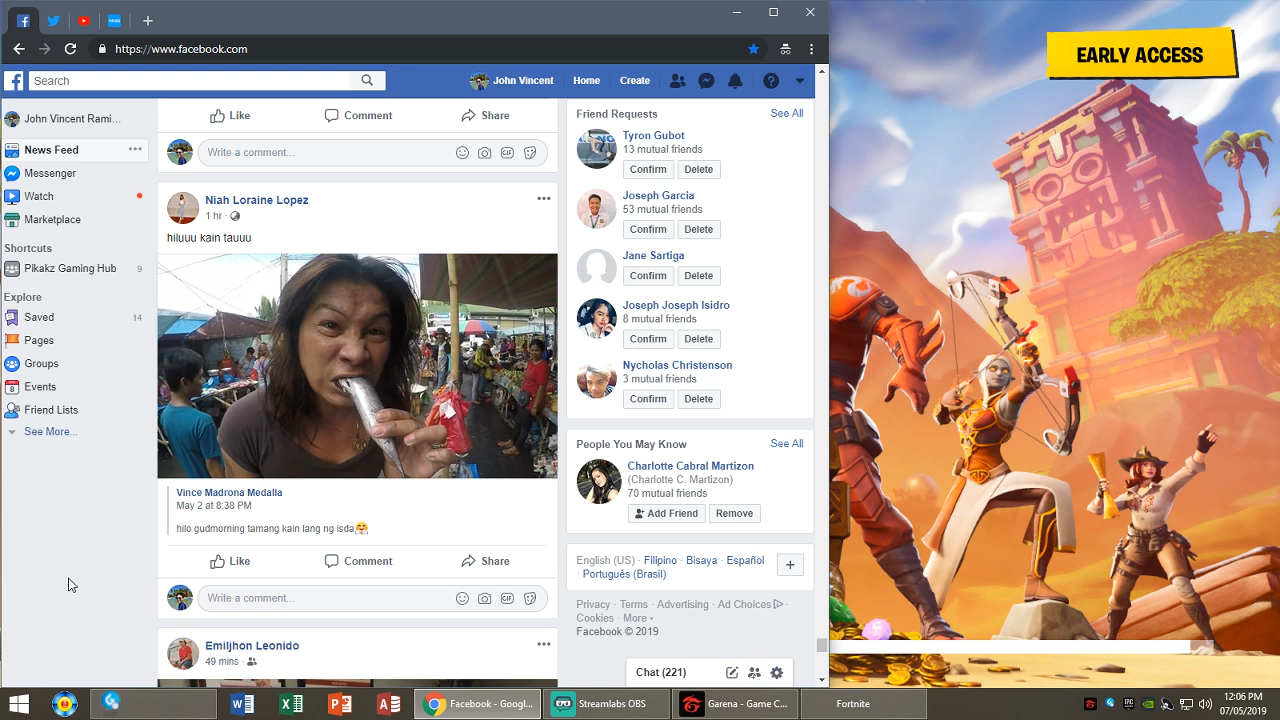 https://www.facebook.com
Search
John Vincent
Home
Create
EARLY ACCESS
John Vincent Rami...
News Feed
Messenger
Watch
Marketplace
Shortcuts
Pikakz Gaming Hub 9
Explore
Saved 14
Pages
Groups
8
Events
Friend Lists
See More...
Like
Comment
Share
Write a comment...
GIF
Niah Loraine Lopez
1 hr ·
hiluuu kain tauuu
Vince Madrona Medalla
May 2 at 8:38 PM
hilo gudmorning tamang kain lang ng isda🤗
Like
Comment
Share
Write a comment...
GIF
Emiljhon Leonido
49 mins ·
Friend Requests
See All
Tyron Gubot
13 mutual friends
Confirm
Delete
Joseph Garcia
53 mutual friends
Confirm
Delete
Jane Sartiga
Confirm
Delete
Joseph Joseph Isidro
8 mutual friends
Confirm
Delete
Nycholas Christenson
3 mutual friends
Confirm
Delete
People You May Know
See All
Charlotte Cabral Martizon
(Charlotte C. Martizon)
70 mutual friends
Add Friend
Remove
English (US) · Filipino · Bisaya · Español
· Português (Brasil)
Privacy · Terms · Advertising · Ad Choices ·
Cookies · More
Facebook © 2019
Chat (221)
Facebook - Googl...
Streamlabs OBS
Garena - Game C...
Fortnite
12:06 PM
07/05/2019